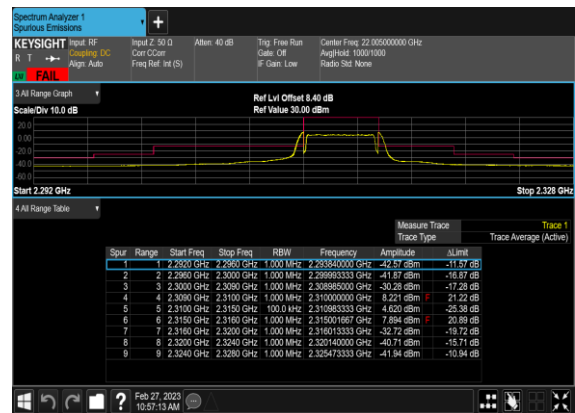 Spectrum Analyzer 1
Spurious Emissions
+
KEYSIGHT Input: RF Input Z: 50 Ω Atten: 40 dB Trig: Free Run Center Freq: 22.005000000 GHz
R T Coupling: DC Corr CCorr Gate: Off Avg|Hold: 1000/1000
Align: Auto Freq Ref: Int (S) IF Gain: Low Radio Std: None
FAIL
3 All Range Graph
Ref Lvl Offset 8.40 dB
Scale/Div 10.0 dB Ref Value 30.00 dBm
20.0
0.00
-20.0
-40.0
-60.0
Start 2.292 GHz Stop 2.328 GHz
4 All Range Table
Measure Trace Trace 1
Trace Type Trace Average (Active)
Spur Range Start Freq Stop Freq RBW Frequency Amplitude ΔLimit
1 1 2.2920 GHz 2.2960 GHz 1.000 MHz 2.293840000 GHz -42.57 dBm -11.57 dB
2 2 2.2960 GHz 2.3000 GHz 1.000 MHz 2.299993333 GHz -41.87 dBm -16.87 dB
3 3 2.3000 GHz 2.3090 GHz 1.000 MHz 2.308985000 GHz -30.28 dBm -17.28 dB
4 4 2.3090 GHz 2.3100 GHz 1.000 MHz 2.310000000 GHz 8.221 dBm F 21.22 dB
5 5 2.3100 GHz 2.3150 GHz 100.0 kHz 2.310983333 GHz 4.620 dBm -25.38 dB
6 6 2.3150 GHz 2.3160 GHz 1.000 MHz 2.315001667 GHz 7.894 dBm F 20.89 dB
7 7 2.3160 GHz 2.3200 GHz 1.000 MHz 2.316013333 GHz -32.72 dBm -19.72 dB
8 8 2.3200 GHz 2.3240 GHz 1.000 MHz 2.320140000 GHz -40.71 dBm -15.71 dB
9 9 2.3240 GHz 2.3280 GHz 1.000 MHz 2.325473333 GHz -41.94 dBm -10.94 dB
? Feb 27, 2023
10:57:13 AM